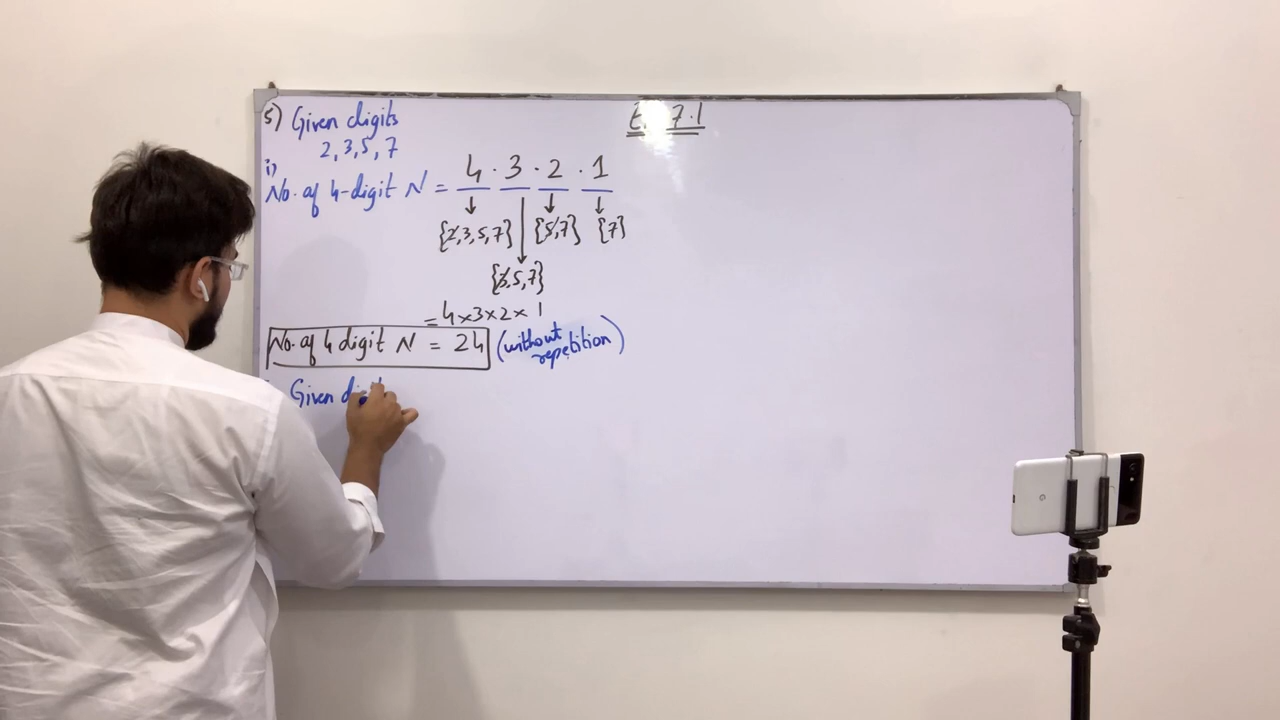 E. 7.1
5) Given digits
2, 3, 5, 7
i)
No. of 4-digit N = 4 · 3 · 2 · 1
{2,3,5,7} {5,7} {7}
{3,5,7}
= 4 × 3 × 2 × 1
No. of 4 digit N = 24 (without repetition)
Given